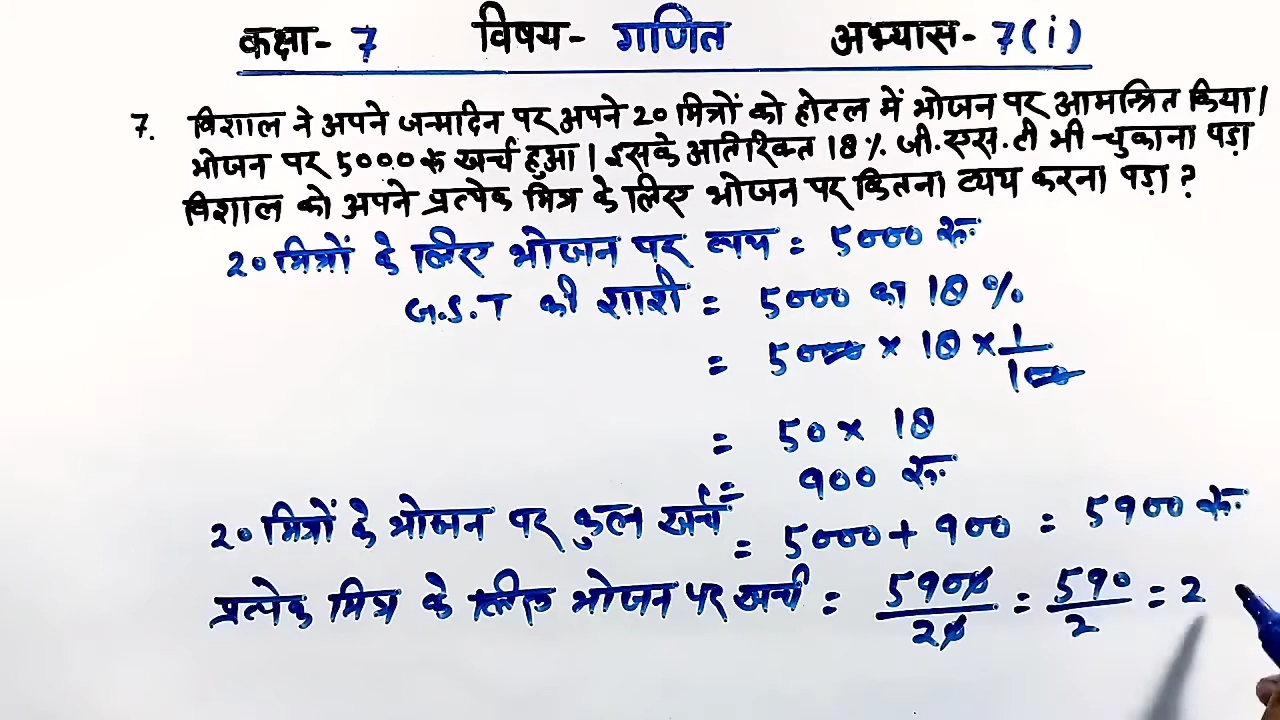 कक्षा- 7 विषय- गणित अभ्यास- 7(i)
7. विशाल ने अपने जन्मदिन पर अपने 20 मित्रों को होटल में भोजन पर आमन्त्रित किया।
भोजन पर 5000 रू खर्च हुआ। इसके अतिरिक्त 18% जी.एस.टी भी चुकाना पड़ा
विशाल को अपने प्रत्येक मित्र के लिए भोजन पर कितना व्यय करना पड़ा ?
20 मित्रों के लिए भोजन पर व्यय = 5000 रू.
G.S.T की राशी = 5000 का 18 %
= 5000 × 18 × 1/100
= 50 × 18
= 900 रू.
20 मित्रों के भोजन पर कुल खर्च = 5000 + 900 = 5900 रू.
प्रत्येक मित्र के लिए भोजन पर खर्च = 5900/20 = 590/2 = 2